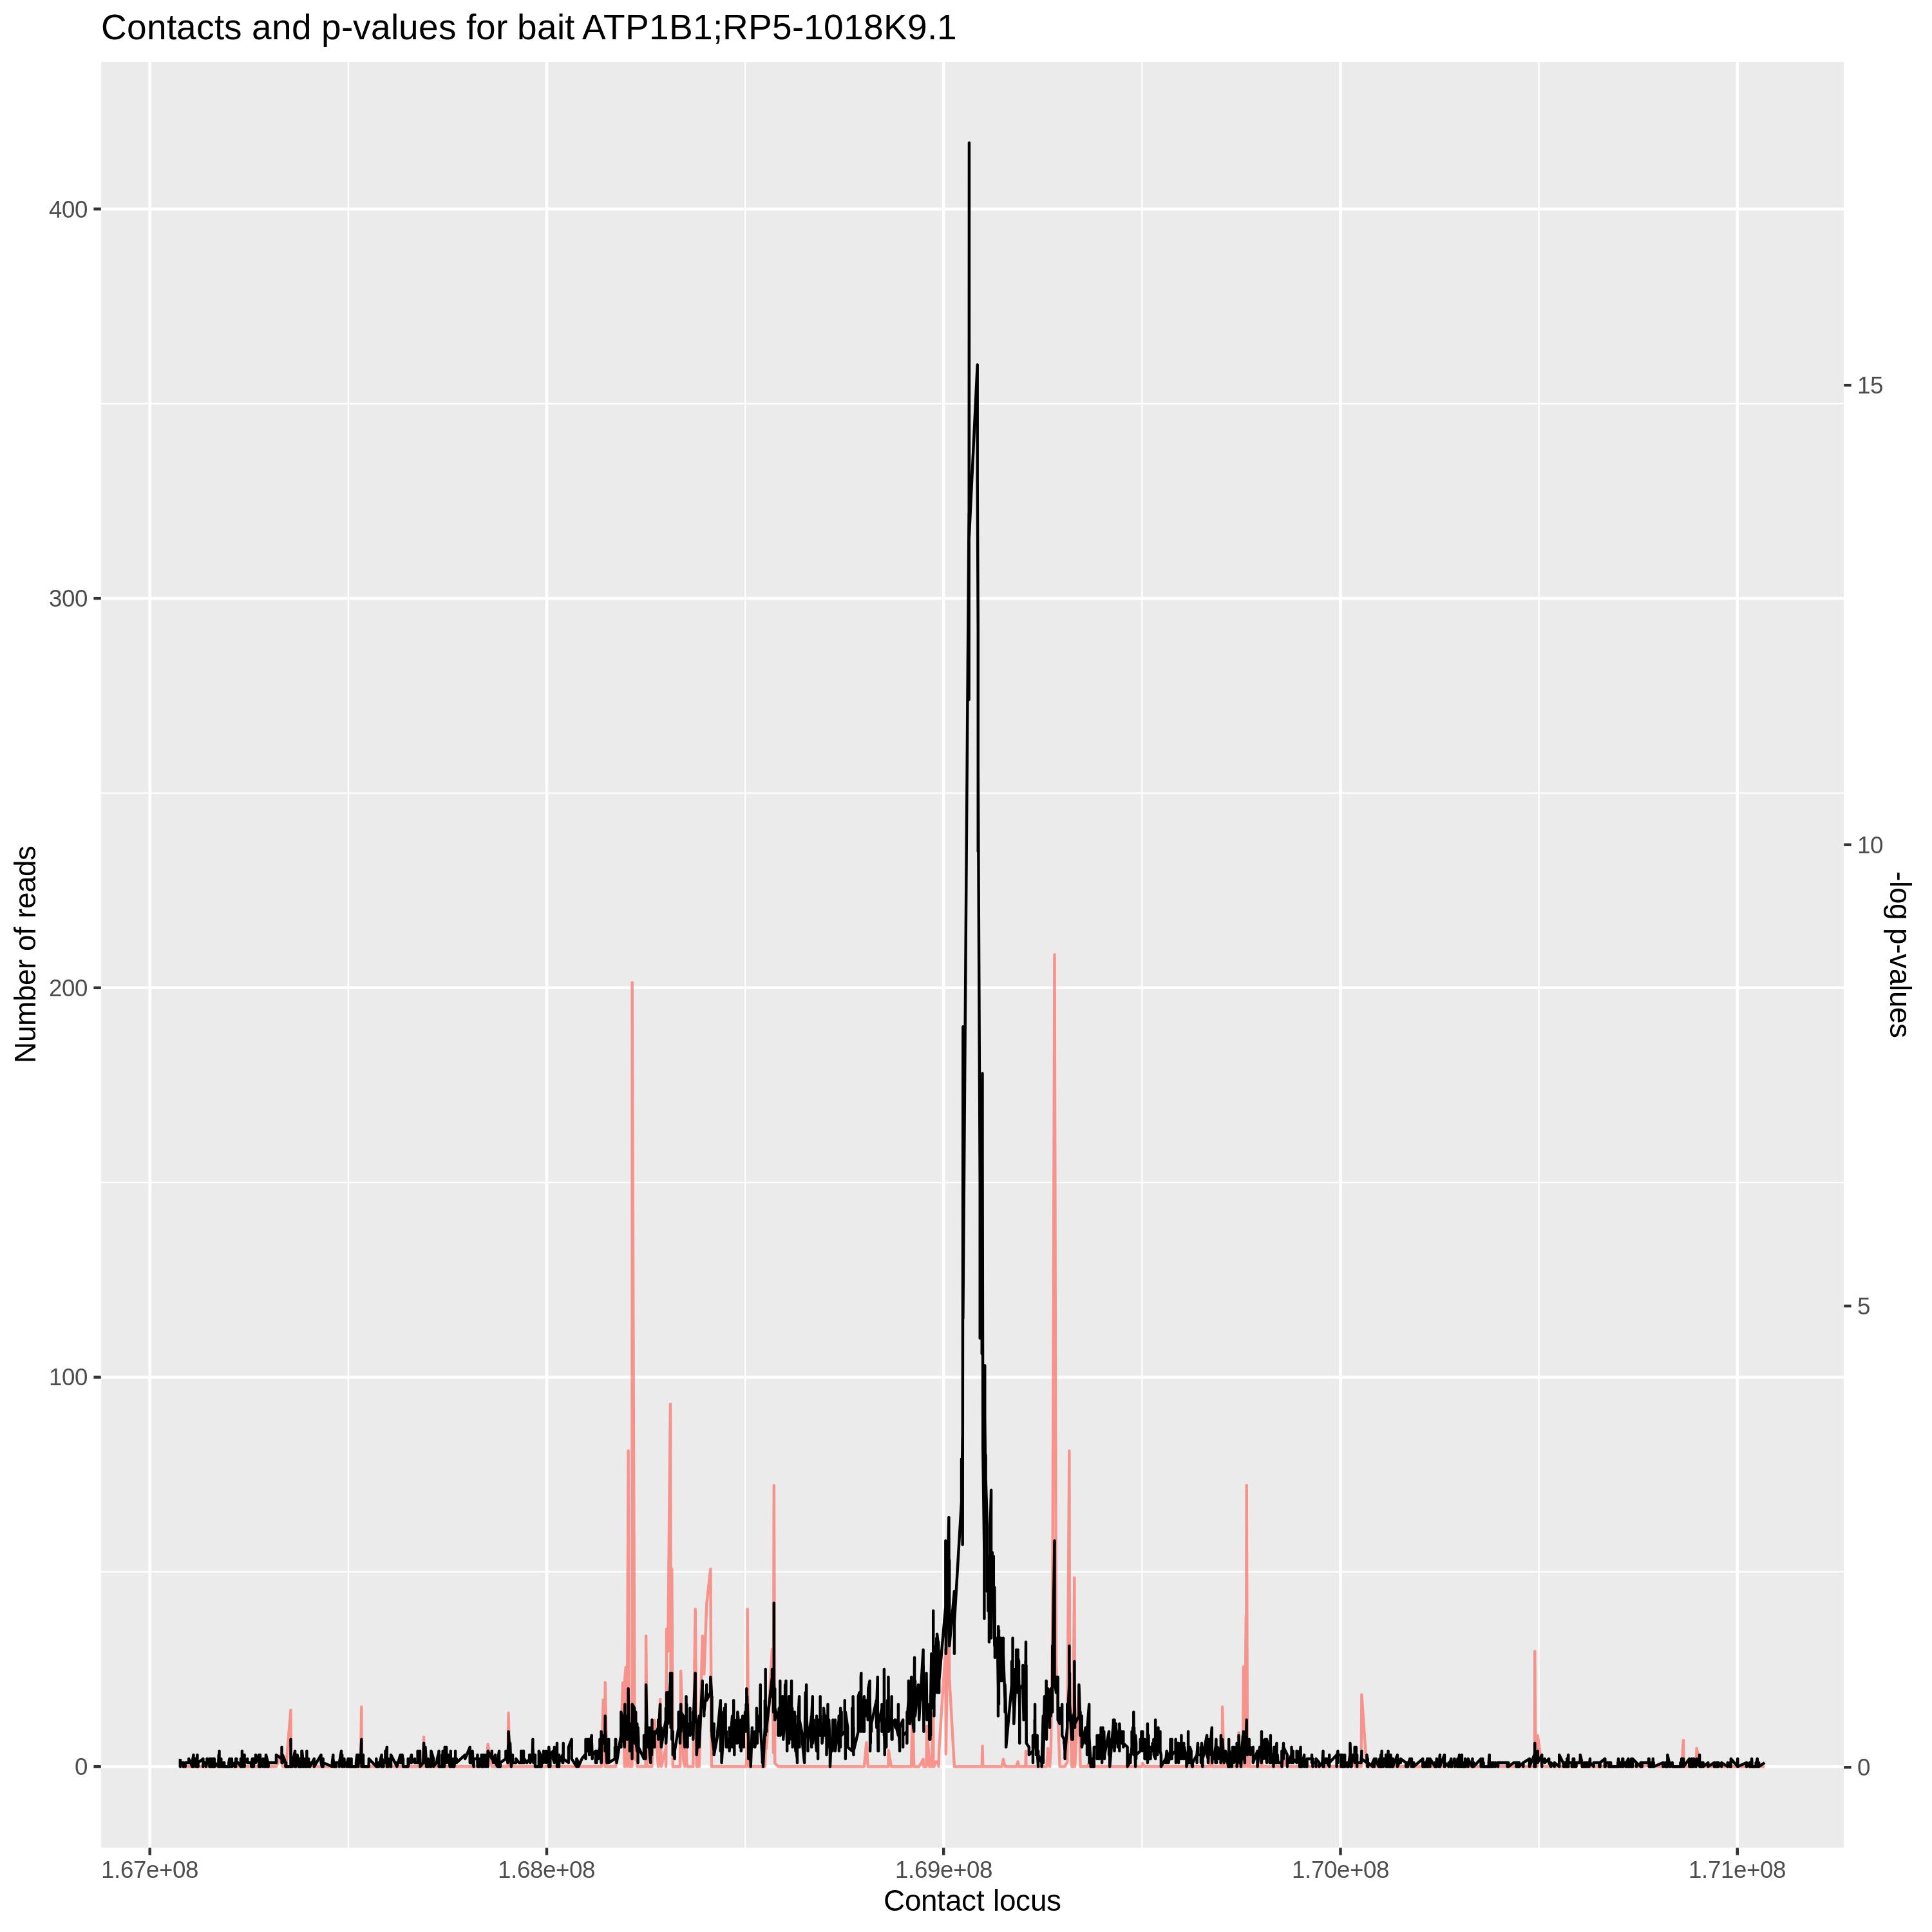 Contacts and p-values for bait ATP1B1;RP5-1018K9.1
400
300
200
100
0
Number of reads
15
10
5
0
-log p-values
1.67e+08
1.68e+08
1.69e+08
1.70e+08
1.71e+08
Contact locus